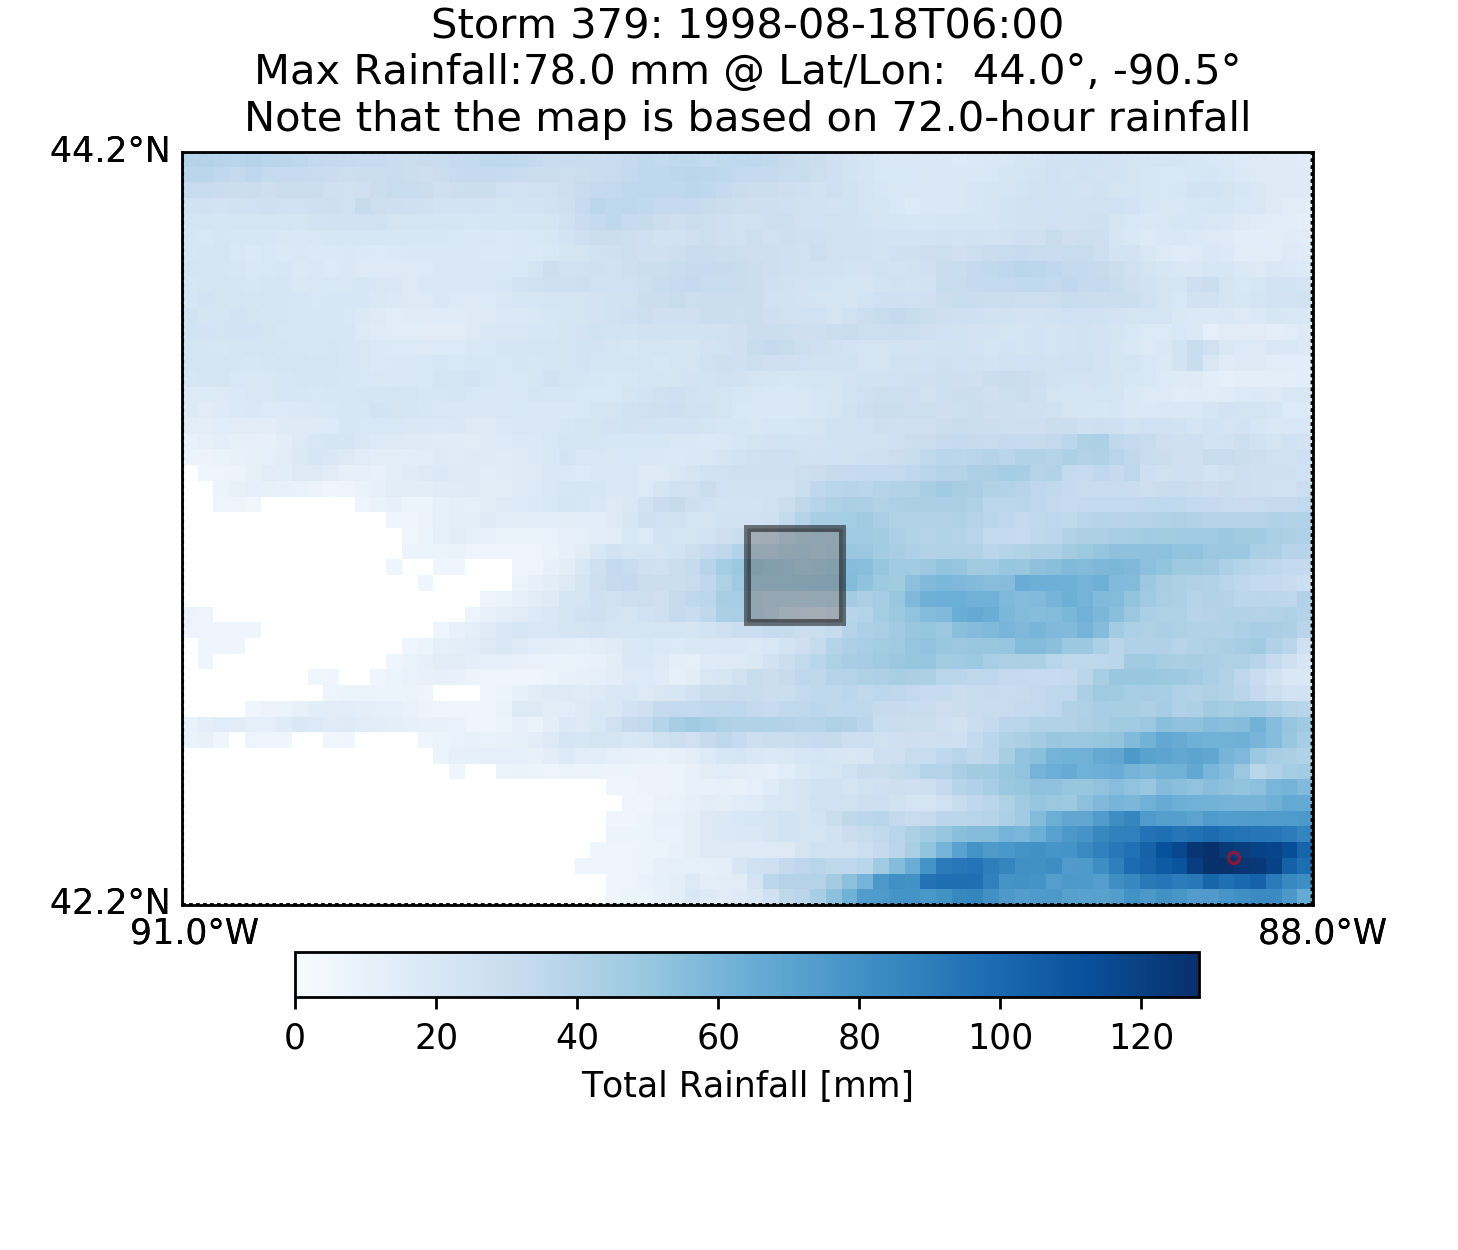 Storm 379: 1998-08-18T06:00
Max Rainfall:78.0 mm @ Lat/Lon:  44.0°, -90.5°
Note that the map is based on 72.0-hour rainfall
44.2°N
42.2°N
91.0°W
88.0°W
0 20 40 60 80 100 120
Total Rainfall [mm]